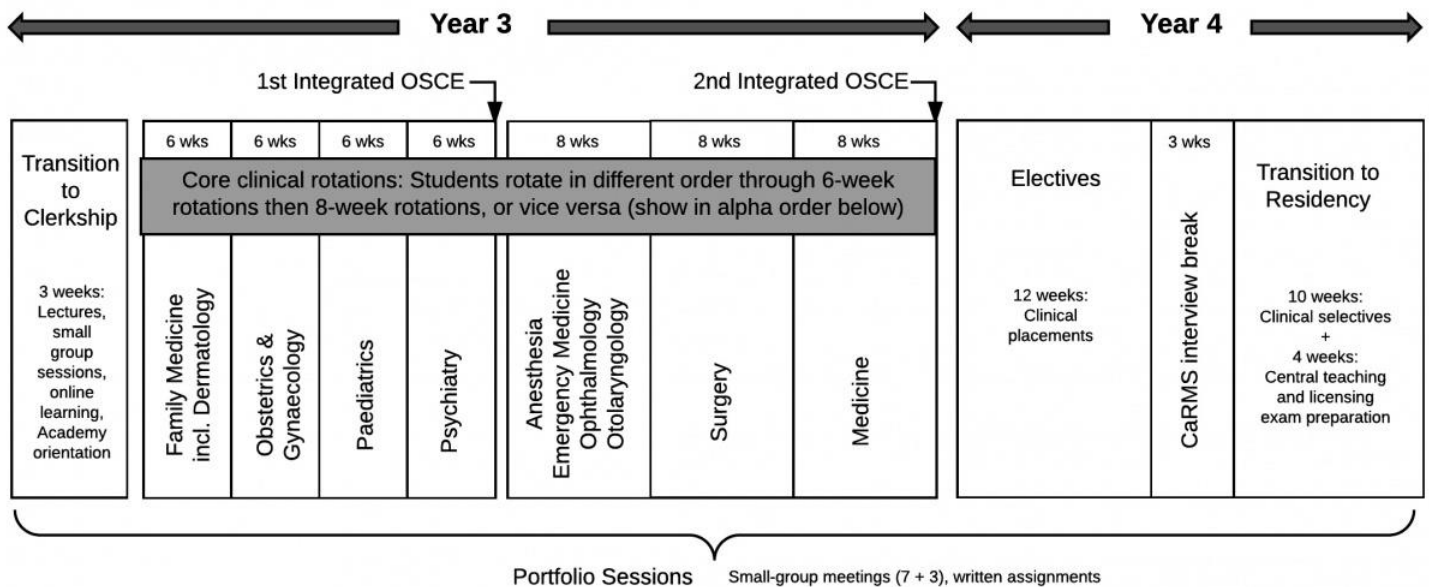 Year 3
Year 4
1st Integrated OSCE
2nd Integrated OSCE
Transition
to
Clerkship
3 weeks:
Lectures,
small
group
sessions,
online
learning,
Academy
orientation
6 wks
6 wks
6 wks
6 wks
8 wks
8 wks
8 wks
Core clinical rotations: Students rotate in different order through 6-week
rotations then 8-week rotations, or vice versa (show in alpha order below)
Family Medicine
incl. Dermatology
Obstetrics &
Gynaecology
Paediatrics
Psychiatry
Anesthesia
Emergency Medicine
Ophthalmology
Otolaryngology
Surgery
Medicine
Electives
12 weeks:
Clinical
placements
3 wks
CaRMS interview break
Transition to
Residency
10 weeks:
Clinical selectives
+
4 weeks:
Central teaching
and licensing
exam preparation
Portfolio Sessions Small-group meetings (7 + 3), written assignments